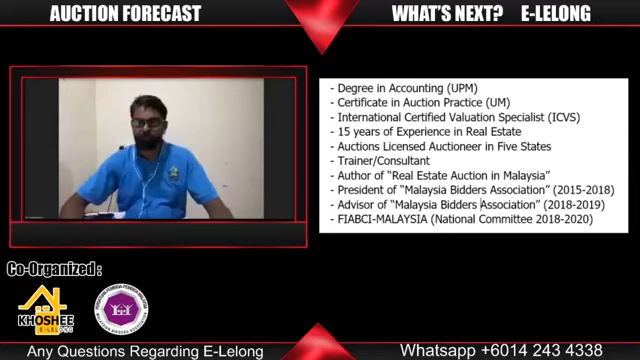 AUCTION FORECAST
WHAT'S NEXT? E-LELONG
- Degree in Accounting (UPM)
- Certificate in Auction Practice (UM)
- International Certified Valuation Specialist (ICVS)
- 15 years of Experience in Real Estate
- Auctions Licensed Auctioneer in Five States
- Trainer/Consultant
- Author of "Real Estate Auction in Malaysia"
- President of "Malaysia Bidders Association" (2015-2018)
- Advisor of "Malaysia Bidders Association" (2018-2019)
- FIABCI-MALAYSIA (National Committee 2018-2020)
Co-Organized :
KHOSHEE
E-LELONG
MALAYSIAN BIDDERS ASSOCIATION
Any Questions Regarding E-Lelong
Whatsapp +6014 243 4338